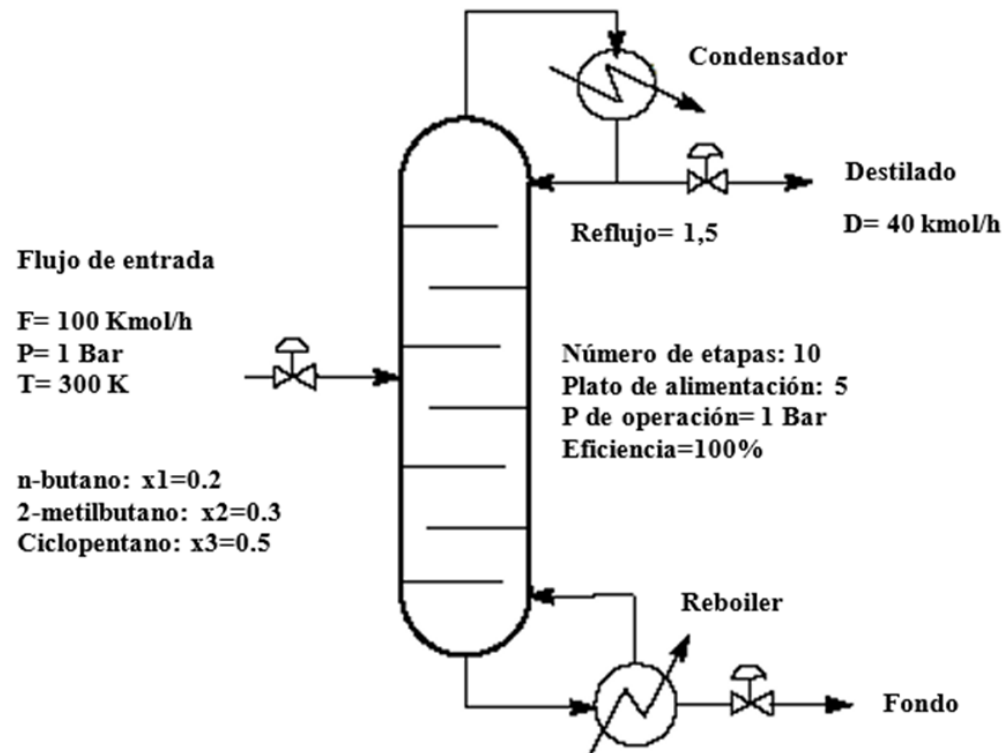 Condensador
Destilado
D= 40 kmol/h
Reflujo= 1,5
Flujo de entrada
F= 100 Kmol/h
P= 1 Bar
T= 300 K
Número de etapas: 10
Plato de alimentación: 5
P de operación= 1 Bar
Eficiencia=100%
n-butano: x1=0.2
2-metilbutano: x2=0.3
Ciclopentano: x3=0.5
Reboiler
Fondo